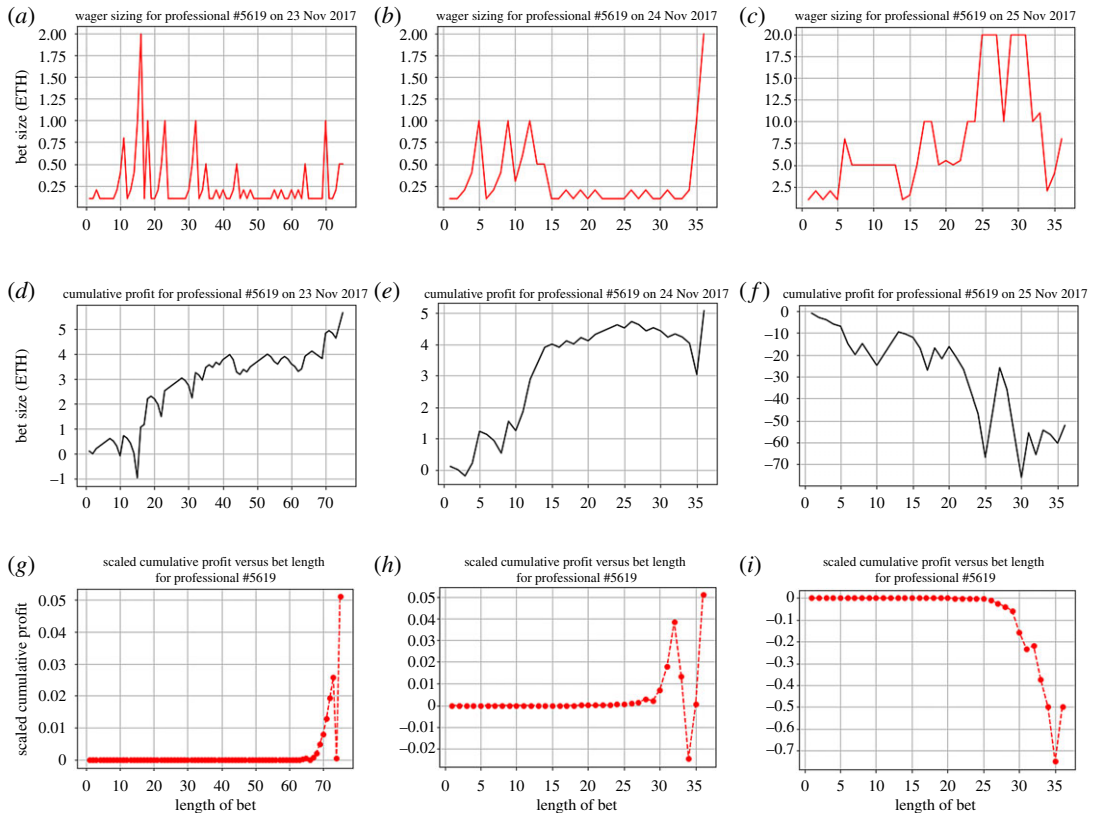 (a) wager sizing for professional #5619 on 23 Nov 2017
bet size (ETH)
2.00
1.75
1.50
1.25
1.00
0.75
0.50
0.25
0 10 20 30 40 50 60 70
(b) wager sizing for professional #5619 on 24 Nov 2017
2.00
1.75
1.50
1.25
1.00
0.75
0.50
0.25
0 5 10 15 20 25 30 35
(c) wager sizing for professional #5619 on 25 Nov 2017
20.0
17.5
15.0
12.5
10.0
7.5
5.0
2.5
0 5 10 15 20 25 30 35
(d) cumulative profit for professional #5619 on 23 Nov 2017
bet size (ETH)
5
4
3
2
1
0
−1
0 10 20 30 40 50 60 70
(e) cumulative profit for professional #5619 on 24 Nov 2017
5
4
3
2
1
0
0 5 10 15 20 25 30 35
(f) cumulative profit for professional #5619 on 25 Nov 2017
0
−10
−20
−30
−40
−50
−60
−70
0 5 10 15 20 25 30 35
(g) scaled cumulative profit versus bet length
for professional #5619
scaled cumulative profit
0.05
0.04
0.03
0.02
0.01
0
0 10 20 30 40 50 60 70
length of bet
(h) scaled cumulative profit versus bet length
for professional #5619
0.05
0.04
0.03
0.02
0.01
0.00
−0.01
−0.02
0 5 10 15 20 25 30 35
length of bet
(i) scaled cumulative profit versus bet length
for professional #5619
0
−0.1
−0.2
−0.3
−0.4
−0.5
−0.6
−0.7
0 5 10 15 20 25 30 35
length of bet